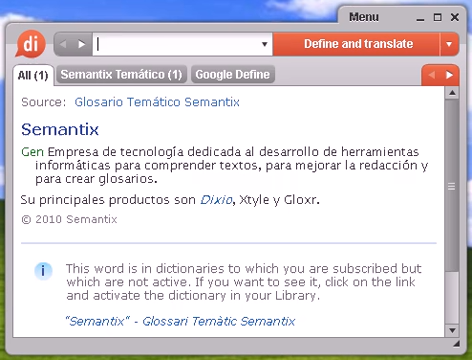 Menu
di
Define and translate
All (1) Semantix Temático (1) Google Define
Source: Glosario Temático Semantix
Semantix
Gen Empresa de tecnología dedicada al desarrollo de herramientas
informáticas para comprender textos, para mejorar la redacción y
para crear glosarios.
Su principales productos son Dixio, Xtyle y Gloxr.
© 2010 Semantix
i
This word is in dictionaries to which you are subscribed but
which are not active. If you want to see it, click on the link
and activate the dictionary in your Library.
"Semantix" - Glossari Temàtic Semantix